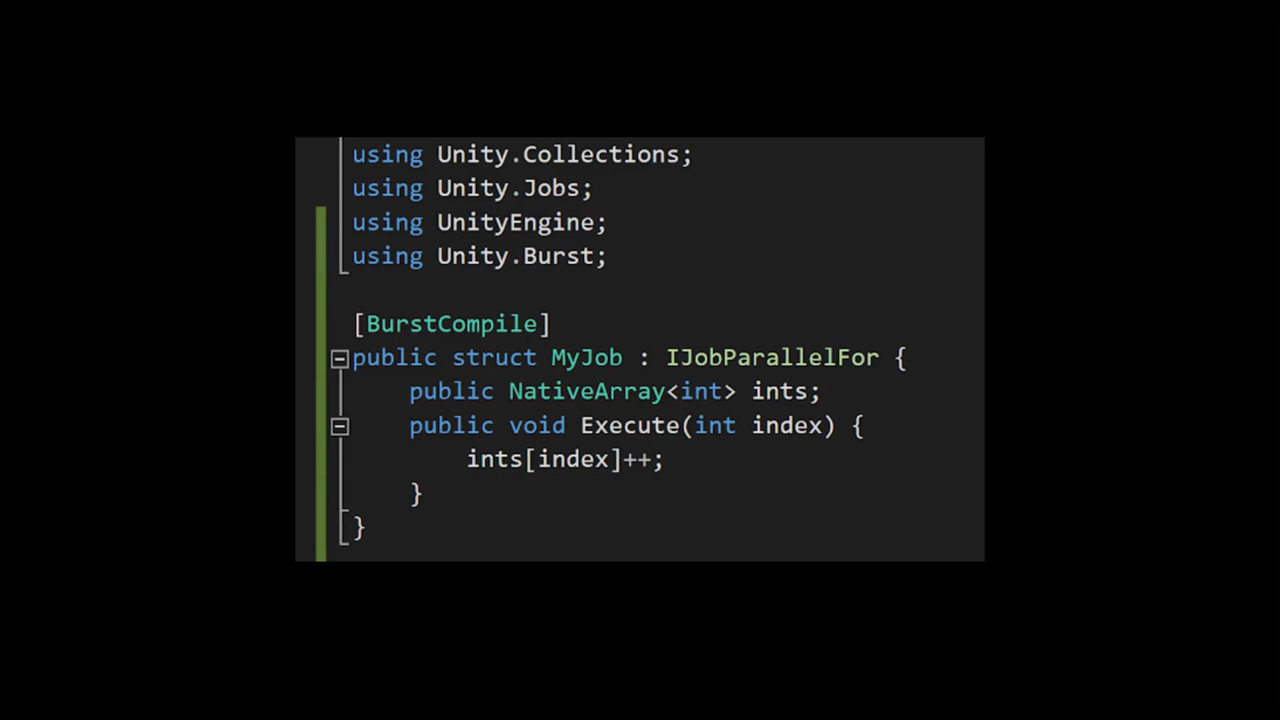 using Unity.Collections;
using Unity.Jobs;
using UnityEngine;
using Unity.Burst;
[BurstCompile]
public struct MyJob : IJobParallelFor {
public NativeArray<int> ints;
public void Execute(int index) {
ints[index]++;
}
}